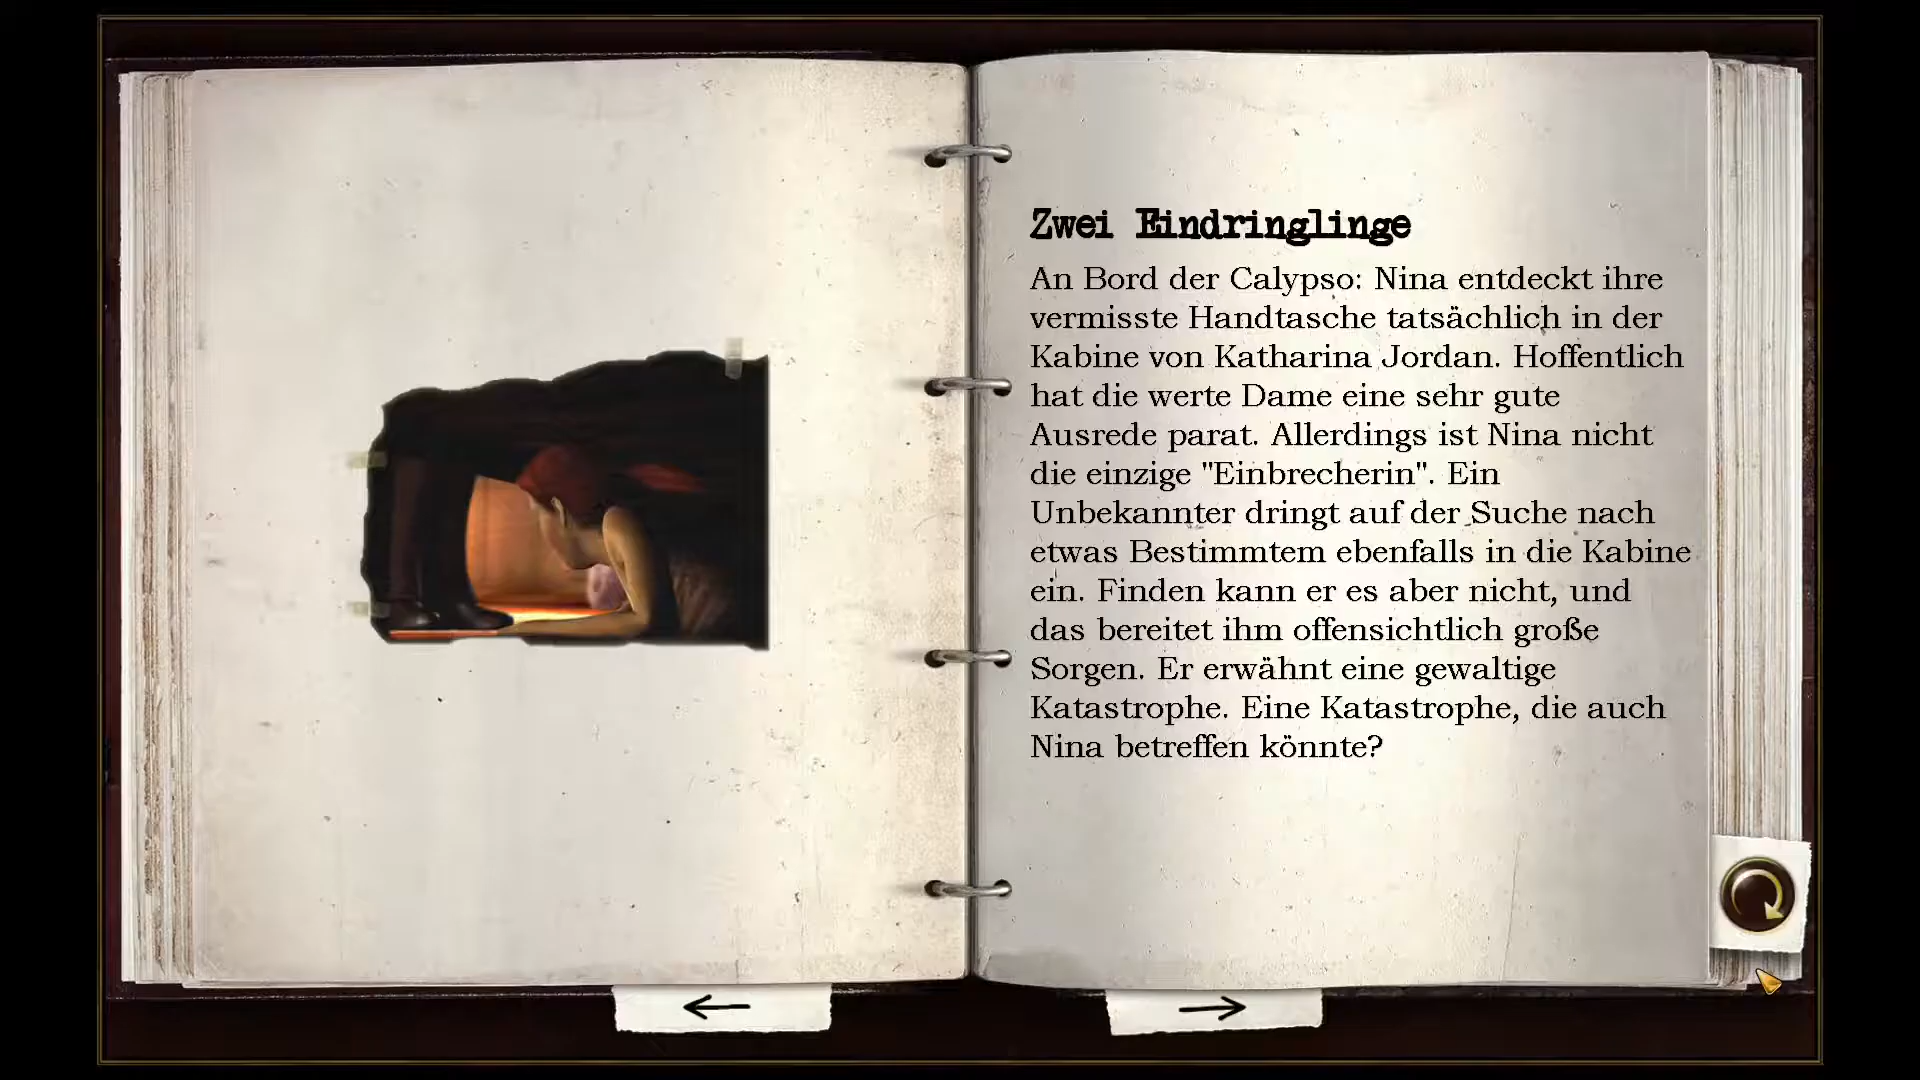 Zwei Eindringlinge
An Bord der Calypso: Nina entdeckt ihre
vermisste Handtasche tatsächlich in der
Kabine von Katharina Jordan. Hoffentlich
hat die werte Dame eine sehr gute
Ausrede parat. Allerdings ist Nina nicht
die einzige "Einbrecherin". Ein
Unbekannter dringt auf der Suche nach
etwas Bestimmtem ebenfalls in die Kabine
ein. Finden kann er es aber nicht, und
das bereitet ihm offensichtlich große
Sorgen. Er erwähnt eine gewaltige
Katastrophe. Eine Katastrophe, die auch
Nina betreffen könnte?